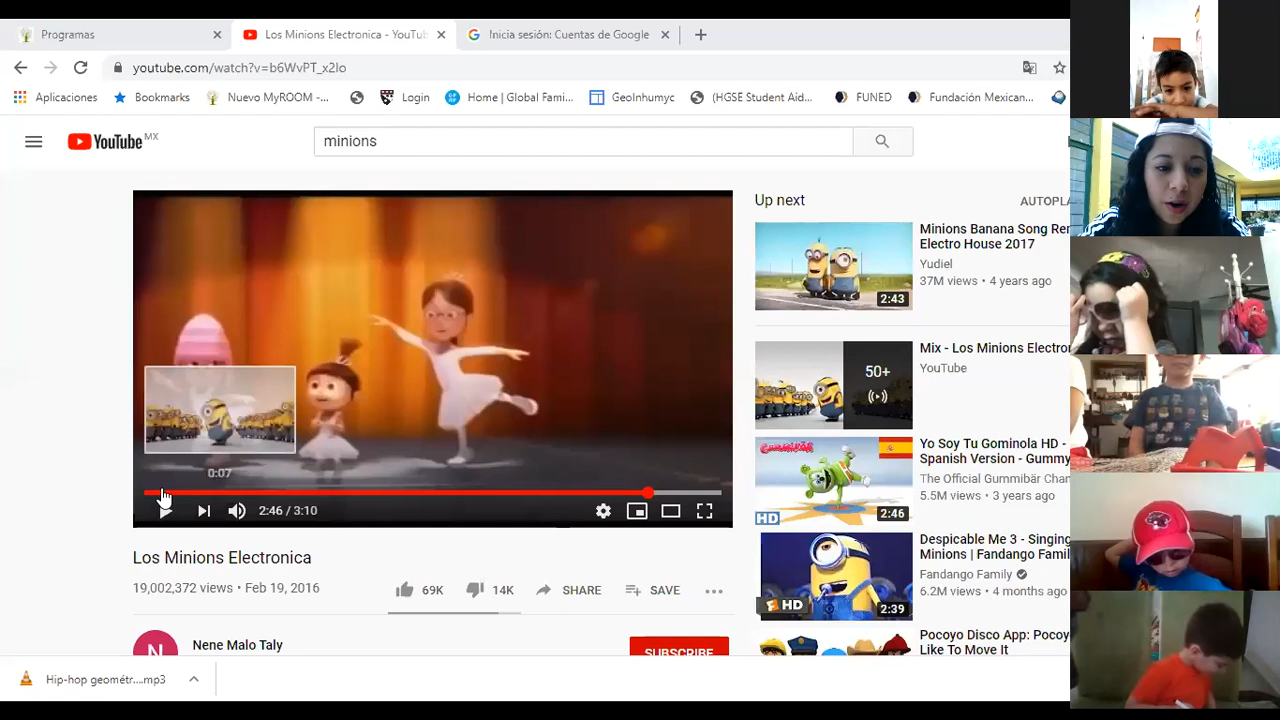 Programas
Los Minions Electronica - YouTub
Inicia sesión: Cuentas de Google
youtube.com/watch?v=b6WvPT_x2Io
Aplicaciones
Bookmarks
Nuevo MyROOM -...
Login
Home | Global Fami...
GeoInhumyc
(HGSE Student Aid...
FUNED
Fundación Mexican...
YouTube MX
minions
0:07
2:46 / 3:10
Los Minions Electronica
19,002,372 views • Feb 19, 2016
69K
14K
SHARE
SAVE
Nene Malo Taly
N
SUBSCRIBE
Up next
AUTOPLA
2:43
Minions Banana Song Re
Electro House 2017
Yudiel
37M views • 4 years ago
50+
Mix - Los Minions Electron
YouTube
GUMMIBÄR
HD
2:46
Yo Soy Tu Gominola HD -
Spanish Version - Gummy
The Official Gummibär Chan
5.5M views • 3 years ago
HD
2:39
Despicable Me 3 - Singing
Minions | Fandango Famil
Fandango Family
6.2M views • 4 months ago
Pocoyo Disco App: Pocoy
Like To Move It
Hip-hop geométr....mp3